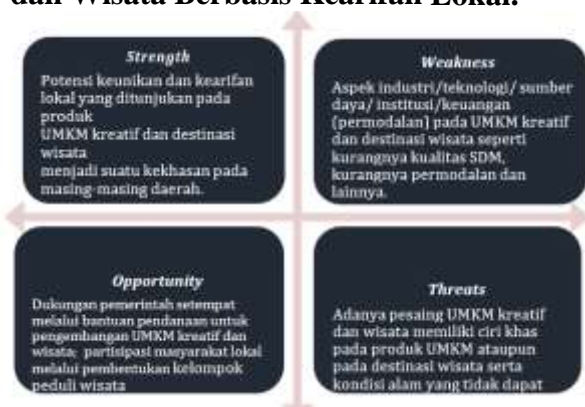 dan Wisata Berbasis Kearifan Lokal.
Strength
Potensi keunikan dan kearifan
lokal yang ditunjukan pada
produk
UMKM kreatif dan destinasi
wisata
menjadi suatu kekhasan pada
masing-masing daerah.
Weakness
Aspek industri/teknologi/ sumber
daya/ institusi/keuangan
(permodalan) pada UMKM kreatif
dan destinasi wisata seperti
kurangnya kualitas SDM,
kurangnya permodalan dan
lainnya.
Opportunity
Dukungan pemerintah setempat
melalui bantuan pendanaan untuk
pengembangan UMKM kreatif dan
wisata; partisipasi masyarakat lokal
melalui pembentukan kelompok
peduli wisata
Threats
Adanya pesaing UMKM kreatif
dan wisata memiliki ciri khas
pada produk UMKM ataupun
pada destinasi wisata serta
kondisi alam yang tidak dapat